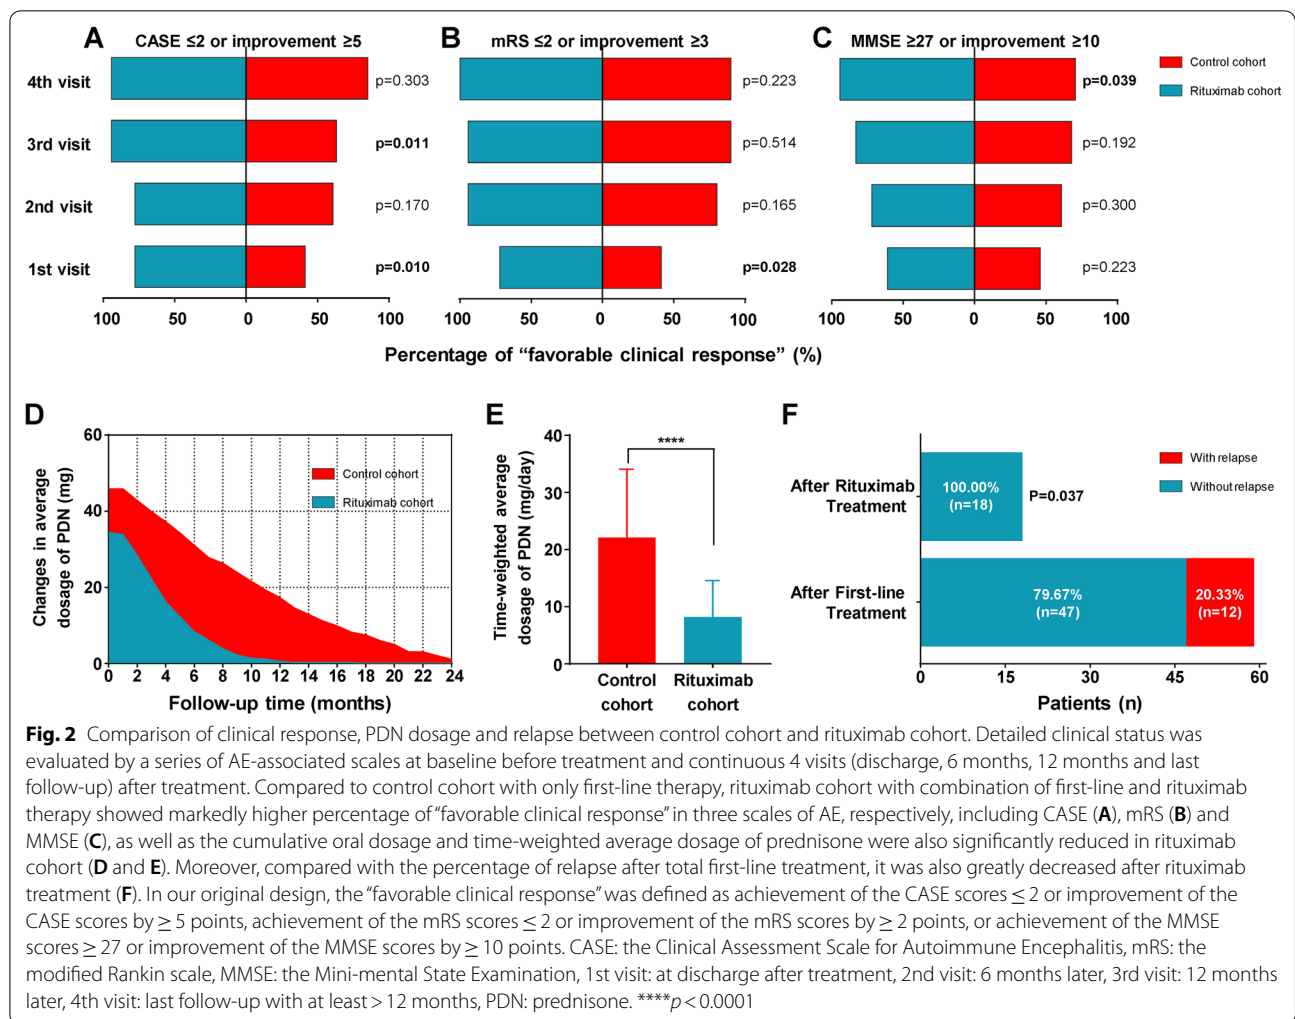 A
CASE ≤2 or improvement ≥5
4th visit
p=0.303
3rd visit
p=0.011
2nd visit
p=0.170
1st visit
p=0.010
100 50 0 50 100
B
mRS ≤2 or improvement ≥3
p=0.223
p=0.514
p=0.165
p=0.028
100 50 0 50 100
C
MMSE ≥27 or improvement ≥10
p=0.039
p=0.192
p=0.300
p=0.223
100 50 0 50 100
Control cohort
Rituximab cohort
Percentage of “favorable clinical response” (%)
D
Changes in average
dosage of PDN (mg)
60
40
20
0
Control cohort
Rituximab cohort
0 2 4 6 8 10 12 14 16 18 20 22 24
Follow-up time (months)
E
Time-weighted average
dosage of PDN (mg/day)
40
30
20
10
0
****
Control
cohort
Rituximab
cohort
F
With relapse
Without relapse
After Rituximab
Treatment
100.00%
(n=18)
P=0.037
After First-line
Treatment
79.67%
(n=47)
20.33%
(n=12)
0 15 30 45 60
Patients (n)
Fig. 2 Comparison of clinical response, PDN dosage and relapse between control cohort and rituximab cohort. Detailed clinical status was
evaluated by a series of AE-associated scales at baseline before treatment and continuous 4 visits (discharge, 6 months, 12 months and last
follow-up) after treatment. Compared to control cohort with only first-line therapy, rituximab cohort with combination of first-line and rituximab
therapy showed markedly higher percentage of “favorable clinical response” in three scales of AE, respectively, including CASE (A), mRS (B) and
MMSE (C), as well as the cumulative oral dosage and time-weighted average dosage of prednisone were also significantly reduced in rituximab
cohort (D and E). Moreover, compared with the percentage of relapse after total first-line treatment, it was also greatly decreased after rituximab
treatment (F). In our original design, the “favorable clinical response” was defined as achievement of the CASE scores ≤ 2 or improvement of the
CASE scores by ≥ 5 points, achievement of the mRS scores ≤ 2 or improvement of the mRS scores by ≥ 2 points, or achievement of the MMSE
scores ≥ 27 or improvement of the MMSE scores by ≥ 10 points. CASE: the Clinical Assessment Scale for Autoimmune Encephalitis, mRS: the
modified Rankin scale, MMSE: the Mini-mental State Examination, 1st visit: at discharge after treatment, 2nd visit: 6 months later, 3rd visit: 12 months
later, 4th visit: last follow-up with at least > 12 months, PDN: prednisone. ****p < 0.0001